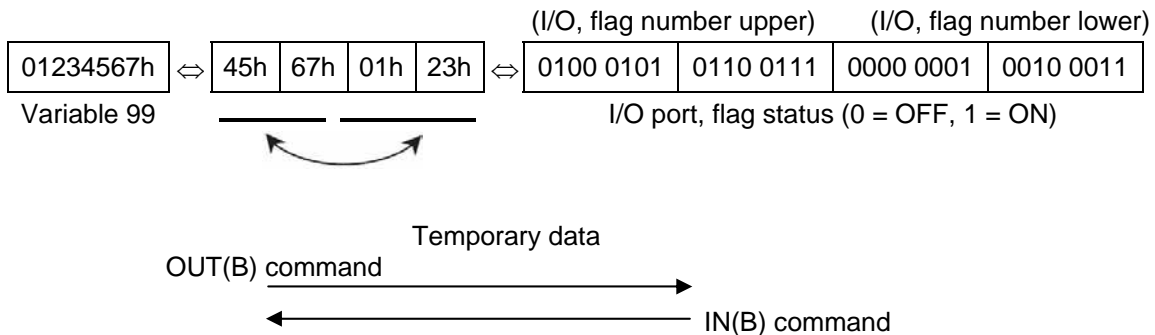 (I/O, flag number upper) (I/O, flag number lower)
01234567h ⇔ 45h 67h 01h 23h ⇔ 0100 0101 0110 0111 0000 0001 0010 0011
Variable 99 I/O port, flag status (0 = OFF, 1 = ON)
Temporary data
OUT(B) command
IN(B) command